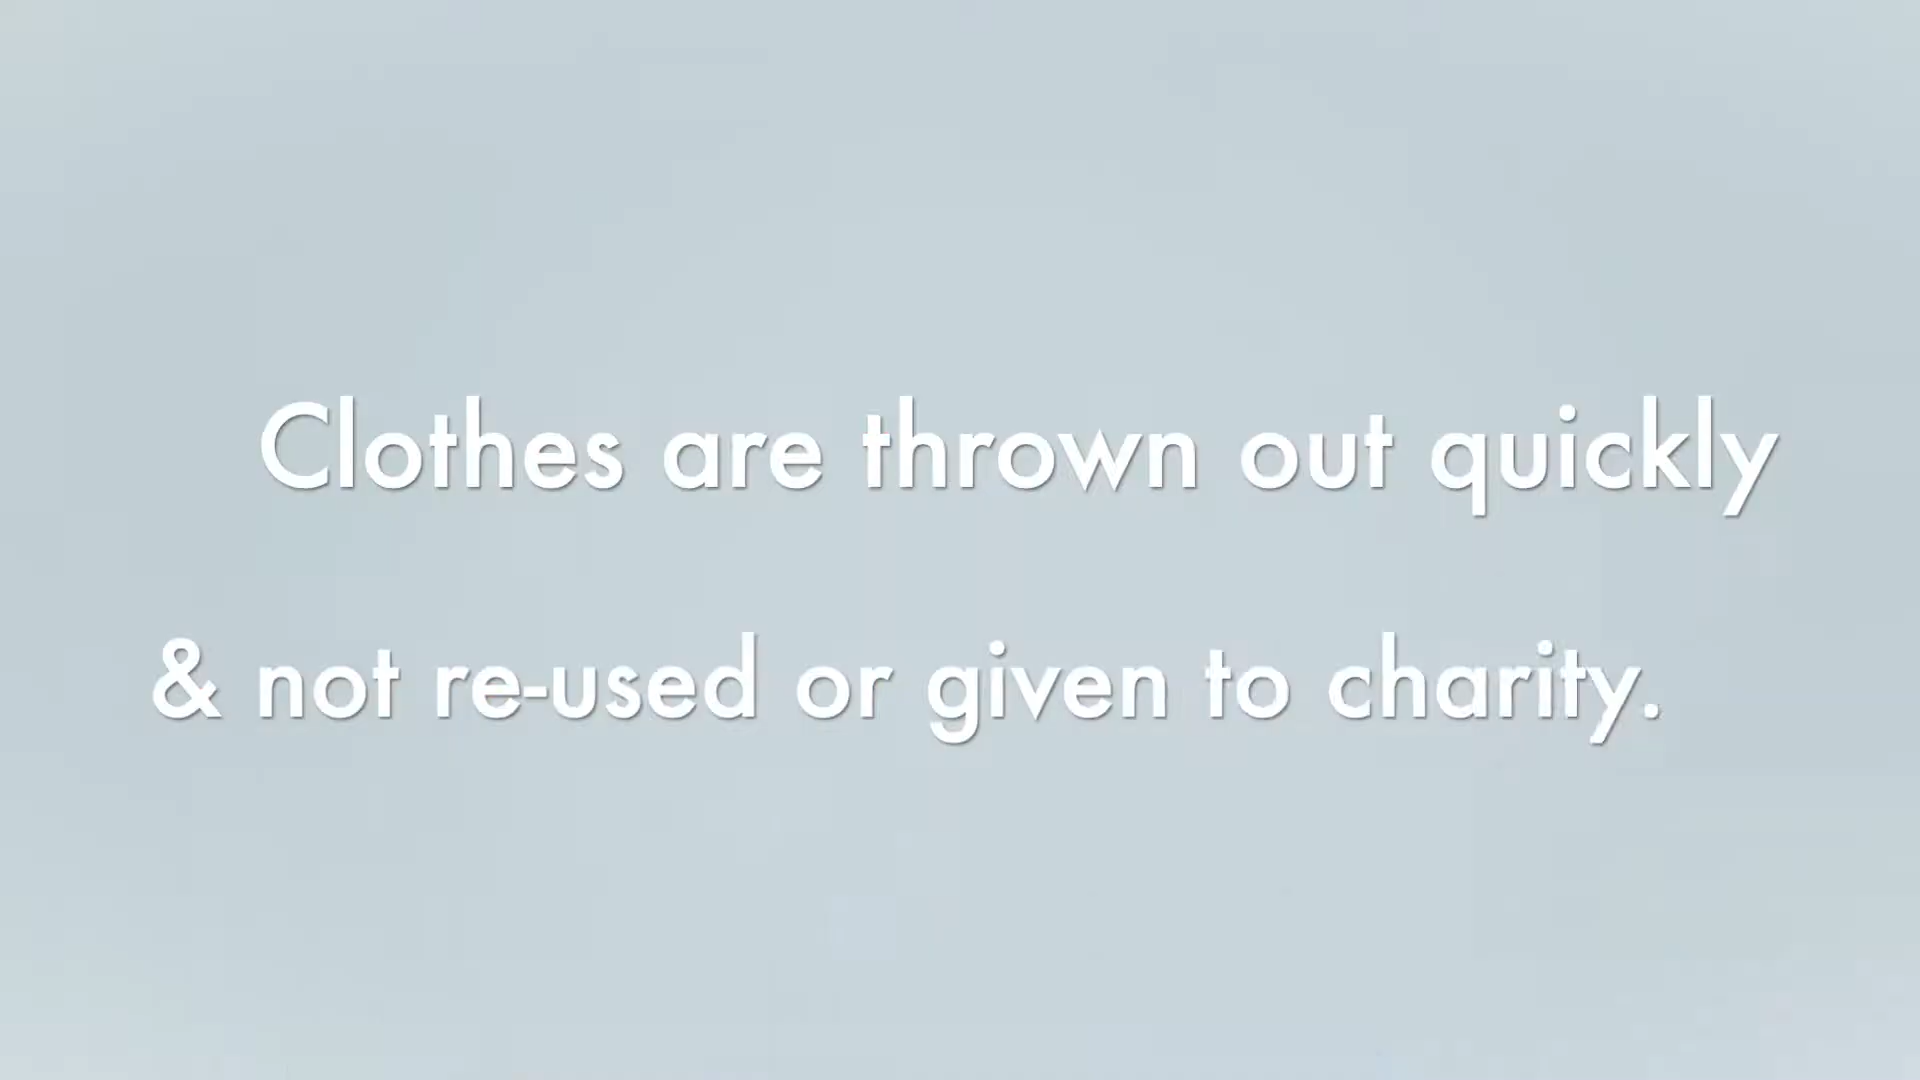 Clothes are thrown out quickly
& not re-used or given to charity.